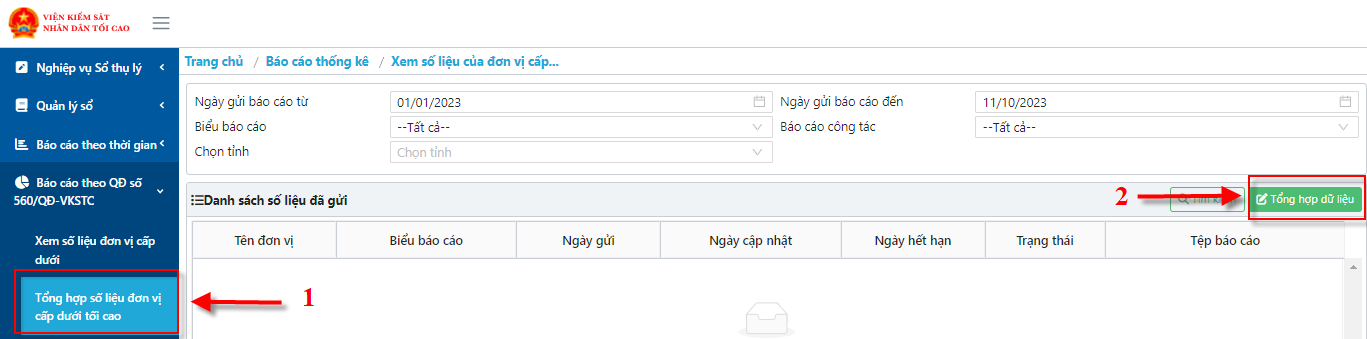 VIỆN KIỂM SÁT
NHÂN DÂN TỐI CAO
Nghiệp vụ Sổ thụ lý
Quản lý sổ
Báo cáo theo thời gian
Báo cáo theo QĐ số
560/QĐ-VKSTC
Xem số liệu đơn vị cấp
dưới
Tổng hợp số liệu đơn vị
cấp dưới tối cao
1
Trang chủ / Báo cáo thống kê / Xem số liệu của đơn vị cấp...
Ngày gửi báo cáo từ 01/01/2023 Ngày gửi báo cáo đến 11/10/2023
Biểu báo cáo --Tất cả-- Báo cáo công tác --Tất cả--
Chọn tỉnh Chọn tỉnh
Danh sách số liệu đã gửi 2 Tìm Tổng hợp dữ liệu
Tên đơn vị Biểu báo cáo Ngày gửi Ngày cập nhật Ngày hết hạn Trạng thái Tệp báo cáo